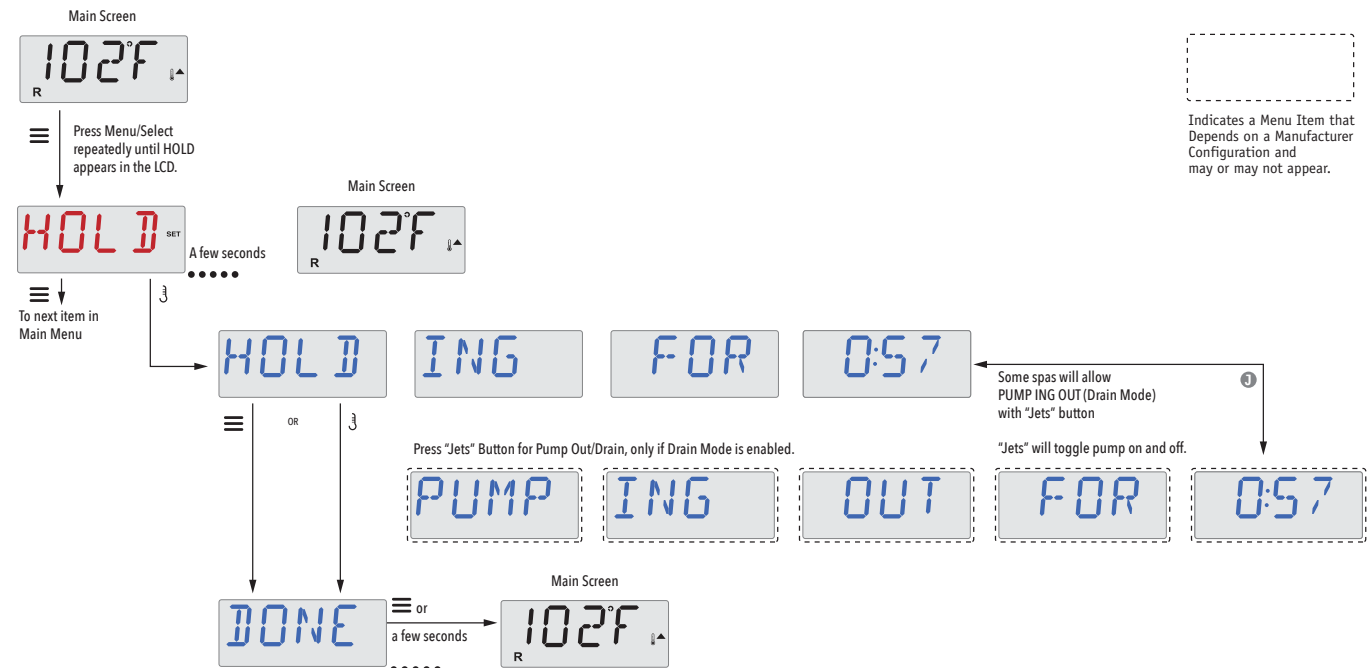 Main Screen
102°F
R
Press Menu/Select
repeatedly until HOLD
appears in the LCD.
Indicates a Menu Item that
Depends on a Manufacturer
Configuration and
may or may not appear.
HOLD SET
A few seconds
Main Screen
102°F
R
To next item in
Main Menu
HOLD
ING
FOR
0:57
Some spas will allow
PUMP ING OUT (Drain Mode)
with "Jets" button
J
OR
Press "Jets" Button for Pump Out/Drain, only if Drain Mode is enabled.
"Jets" will toggle pump on and off.
PUMP
ING
OUT
FOR
0:57
DONE
or
a few seconds
Main Screen
102°F
R